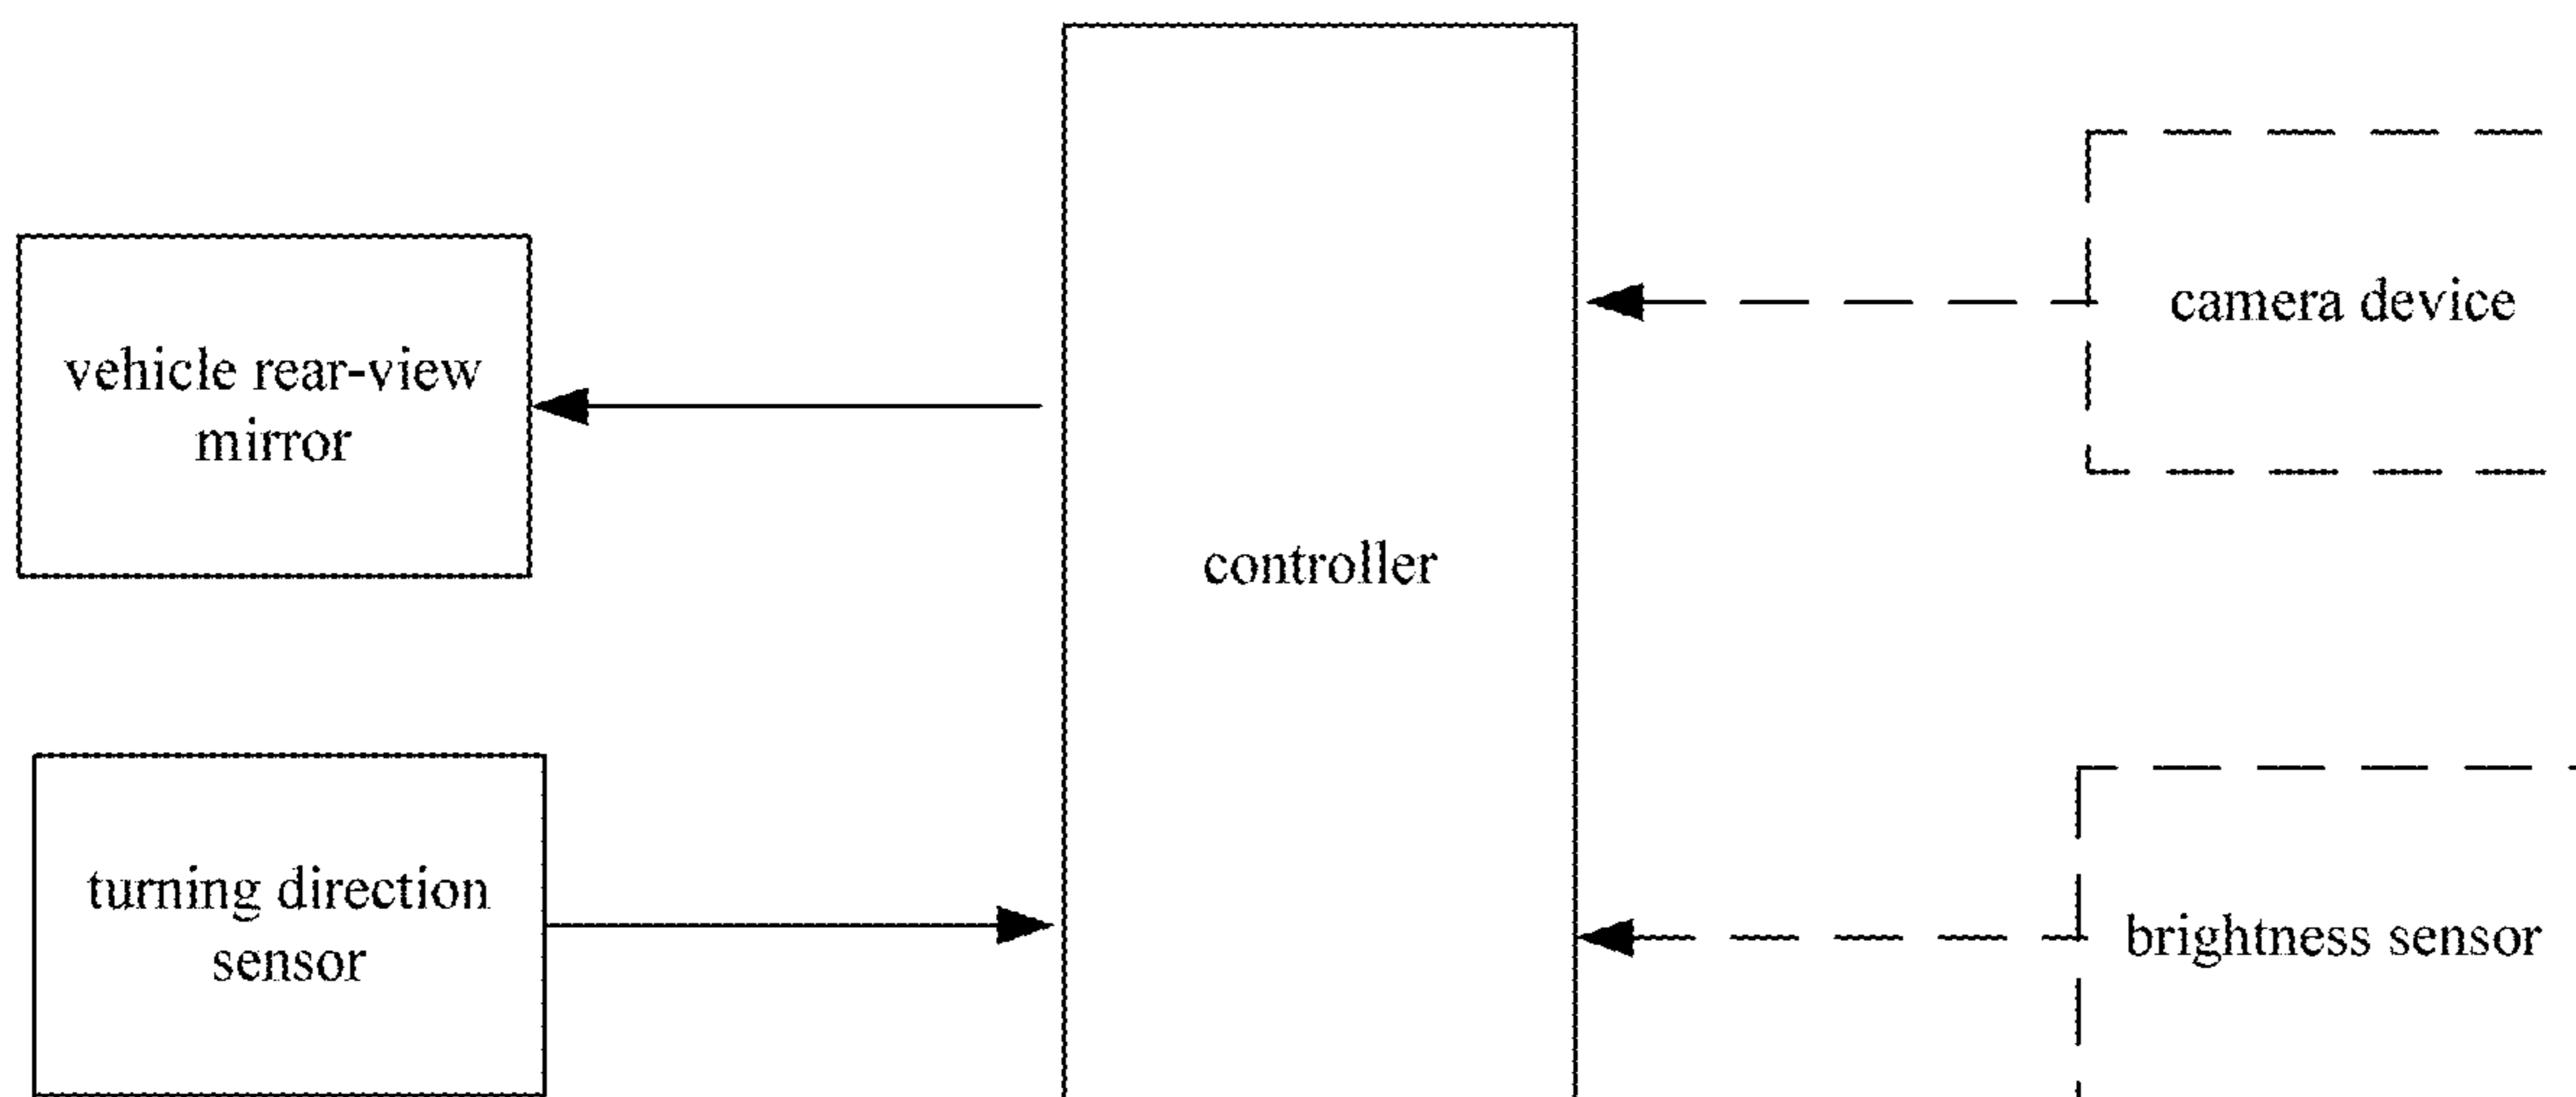 vehicle rear-view
mirror
turning direction
sensor
controller
camera device
brightness sensor